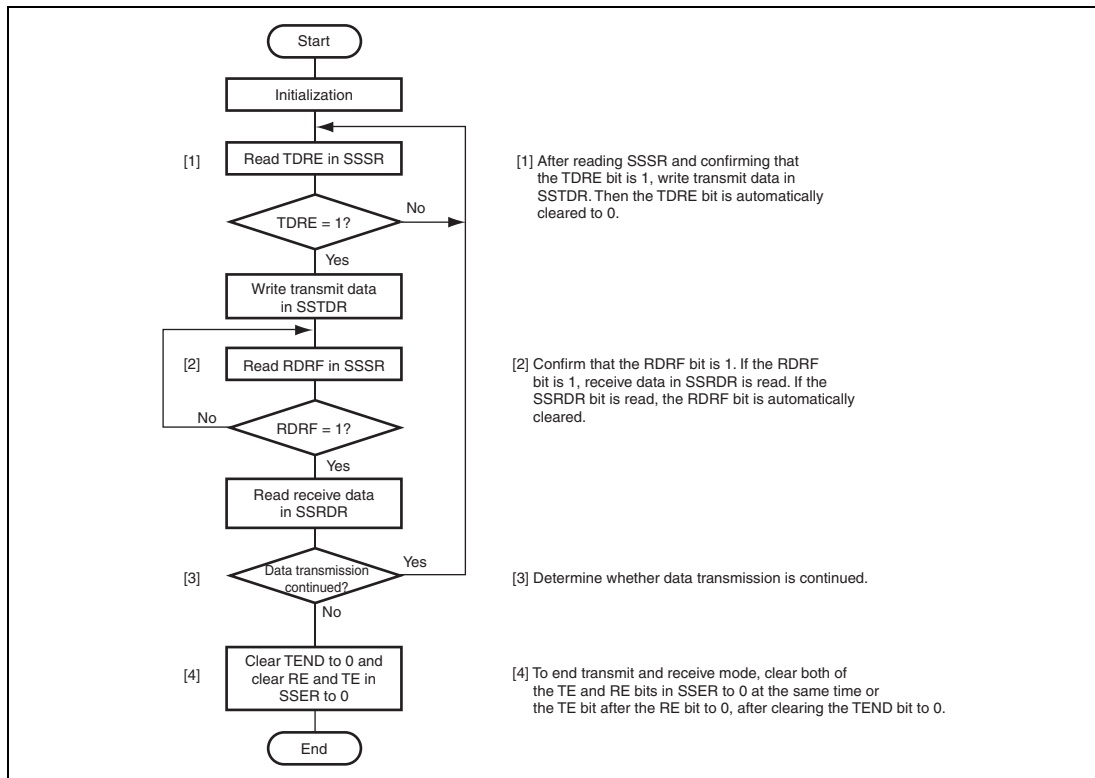 Start
Initialization
[1]
Read TDRE in SSSR
[1] After reading SSSR and confirming that
the TDRE bit is 1, write transmit data in
SSTDR. Then the TDRE bit is automatically
cleared to 0.
TDRE = 1?
No
Yes
Write transmit data
in SSTDR
[2]
Read RDRF in SSSR
[2] Confirm that the RDRF bit is 1. If the RDRF
bit is 1, receive data in SSRDR is read. If the
SSRDR bit is read, the RDRF bit is automatically
cleared.
No
RDRF = 1?
Yes
Read receive data
in SSRDR
[3]
Data transmission
continued?
Yes
[3] Determine whether data transmission is continued.
No
[4]
Clear TEND to 0 and
clear RE and TE in
SSER to 0
[4] To end transmit and receive mode, clear both of
the TE and RE bits in SSER to 0 at the same time or
the TE bit after the RE bit to 0, after clearing the TEND bit to 0.
End